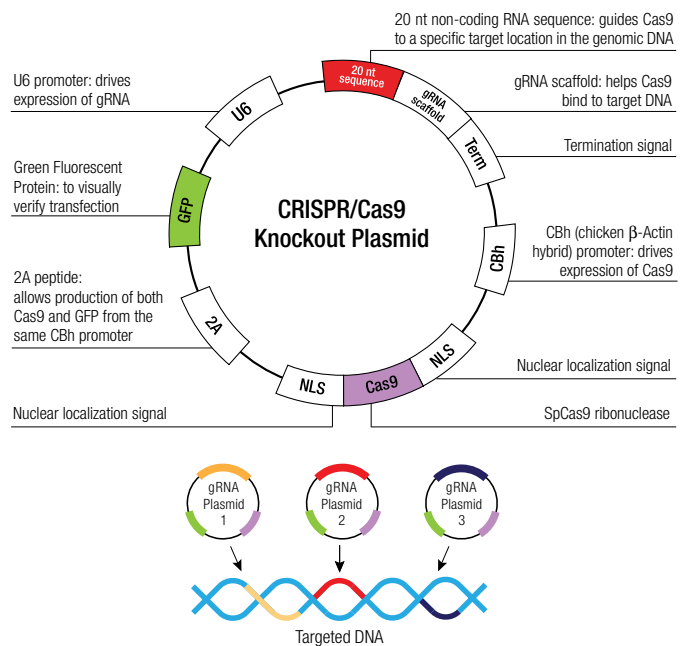 20 nt non-coding RNA sequence: guides Cas9
to a specific target location in the genomic DNA
U6 promoter: drives
expression of gRNA
gRNA scaffold: helps Cas9
bind to target DNA
Termination signal
Green Fluorescent
Protein: to visually
verify transfection
CBh (chicken β-Actin
hybrid) promoter: drives
expression of Cas9
2A peptide:
allows production of both
Cas9 and GFP from the
same CBh promoter
Nuclear localization signal
Nuclear localization signal
SpCas9 ribonuclease
20 nt
sequence
gRNA
scaffold
Term
CBh
NLS
Cas9
NLS
2A
GFP
U6
CRISPR/Cas9
Knockout Plasmid
gRNA
Plasmid
1
gRNA
Plasmid
2
gRNA
Plasmid
3
Targeted DNA